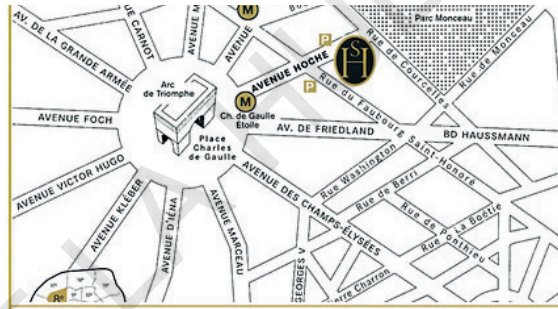 Parc Monceau
Rue de Courcelles
Rue de Monceau
AV. DE LA GRANDE ARMÉE
CARNOT
AVENUE
AVENUE HOCHE
P
SH
M
Arc
de Triomphe
M
Ch. de Gaulle
Etoile
P
Rue du Faubourg Saint-Honoré
AVENUE FOCH
Place
Charles
de Gaulle
AV. DE FRIEDLAND
BD HAUSSMANN
AVENUE VICTOR HUGO
AVENUE KLÉBER
AVENUE D'IÉNA
AVENUE MARCEAU
AVENUE DES CHAMPS-ÉLYSÉES
Rue Washington
Rue de Berri
Rue de Ponthieu
Rue La Boëtie
GEORGES V
Pierre Charron
8e